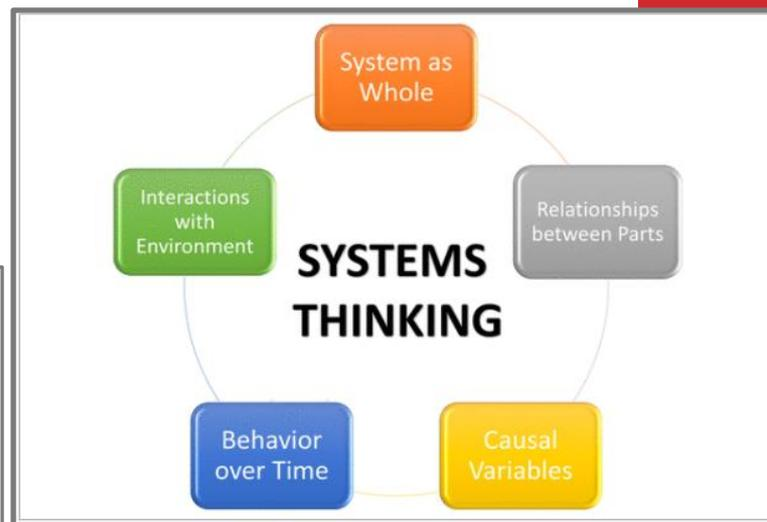 System as
Whole
Relationships
between Parts
Causal
Variables
Behavior
over Time
Interactions
with
Environment
SYSTEMS
THINKING